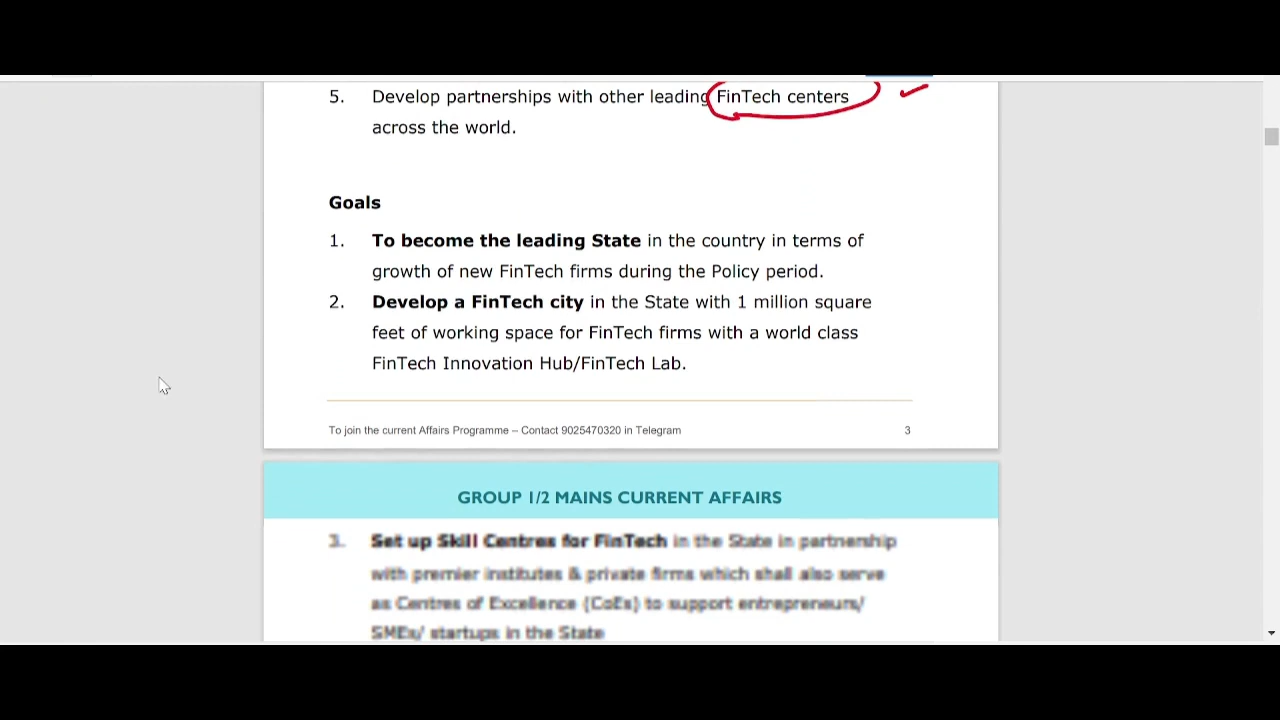 5. Develop partnerships with other leading FinTech centers
across the world.
Goals
1. To become the leading State in the country in terms of
growth of new FinTech firms during the Policy period.
2. Develop a FinTech city in the State with 1 million square
feet of working space for FinTech firms with a world class
FinTech Innovation Hub/FinTech Lab.
To join the current Affairs Programme – Contact 9025470320 in Telegram 3
GROUP 1/2 MAINS CURRENT AFFAIRS
3. Set up Skill Centres for FinTech in the State in partnership
with premier institutes & private firms which shall also serve
as Centres of Excellence (CoEs) to support entrepreneurs/
SMEs/ startups in the State